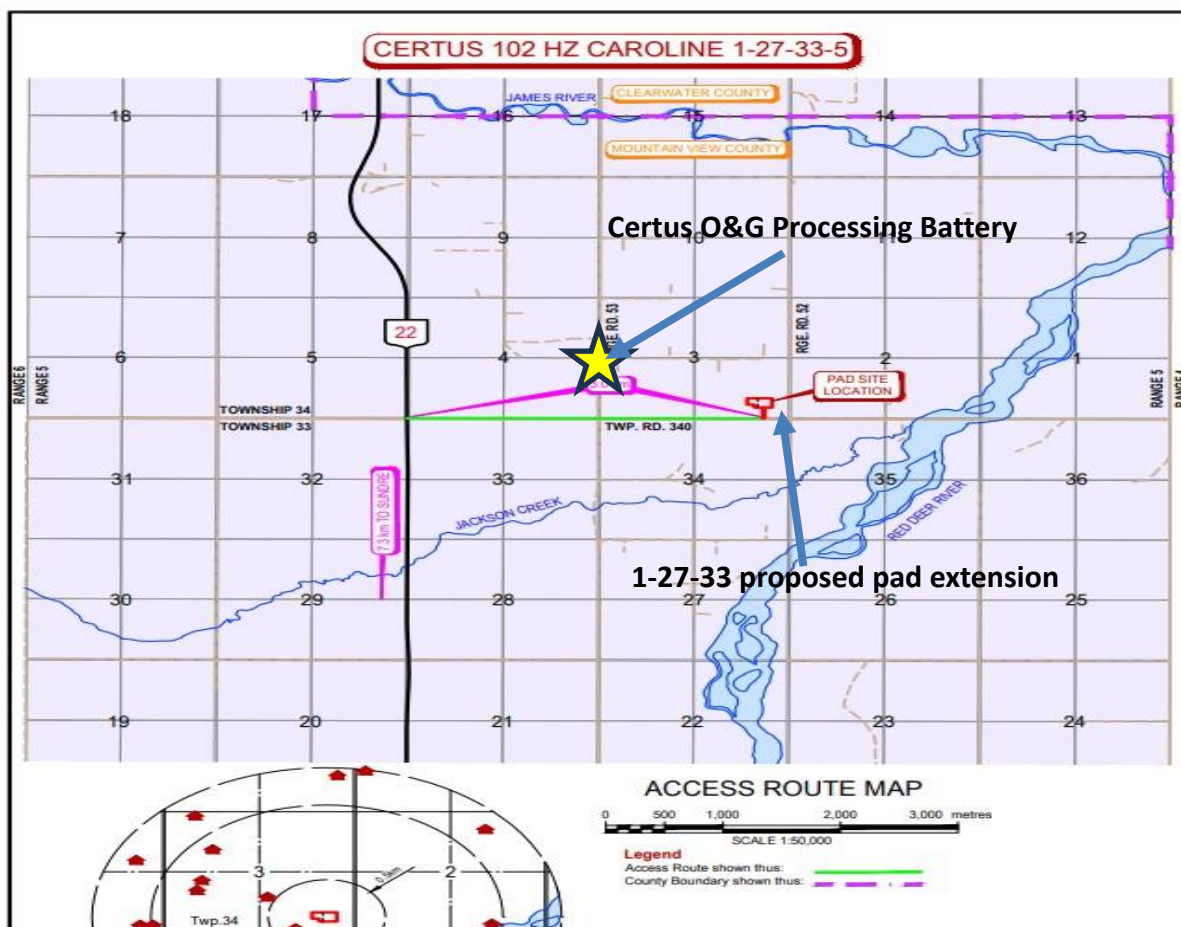 CERTUS 102 HZ CAROLINE 1-27-33-5
JAMES RIVER
CLEARWATER COUNTY
18
17
16
15
14
13
MOUNTAIN VIEW COUNTY
Certus O&G Processing Battery
7
8
9
10
11
12
22
RGE. RD. 53
RGE. RD. 52
6
5
4
3
2
1
RANGE 6
RANGE 5
RANGE 5
PAD SITE
LOCATION
TOWNSHIP 34
TOWNSHIP 33
TWP. RD. 340
31
32
33
34
35
36
7.3 km TO SUNDRE
JACKSON CREEK
RED DEER RIVER
1-27-33 proposed pad extension
30
29
28
27
26
25
19
20
21
22
23
24
ACCESS ROUTE MAP
0 500 1,000 2,000 3,000 metres
SCALE 1:50,000
Legend
Access Route shown thus:
County Boundary shown thus:
3
2
0.5km
Twp.34